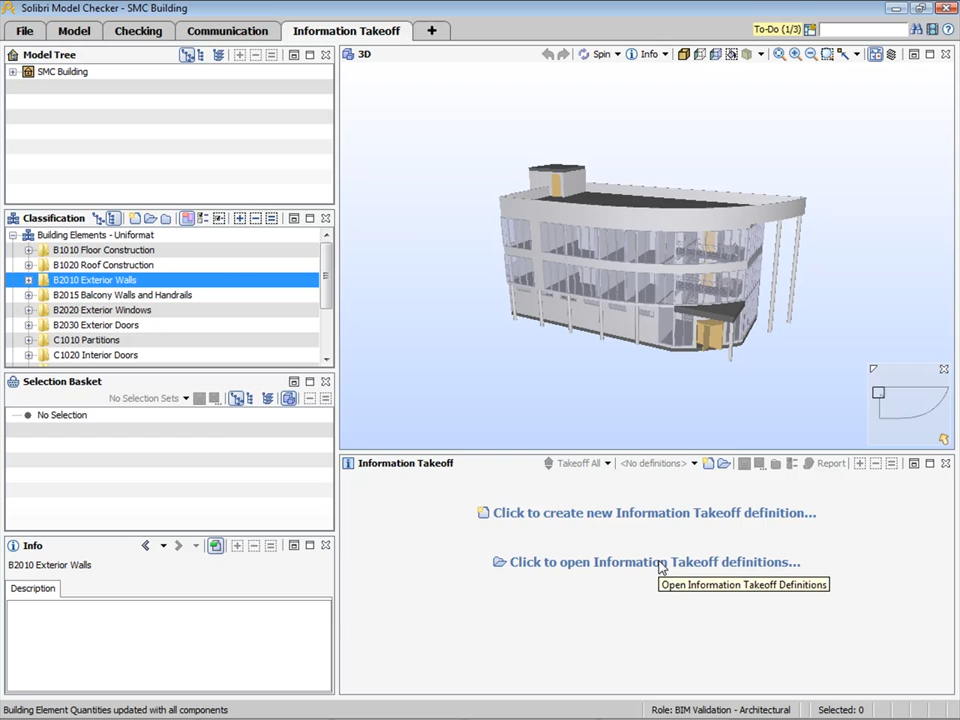 Solibri Model Checker - SMC Building
File
Model
Checking
Communication
Information Takeoff
+
To-Do (1/3)
Model Tree
SMC Building
3D
Spin
Info
Classification
Building Elements - Uniformat
B1010 Floor Construction
B1020 Roof Construction
B2010 Exterior Walls
B2015 Balcony Walls and Handrails
B2020 Exterior Windows
B2030 Exterior Doors
C1010 Partitions
C1020 Interior Doors
Selection Basket
No Selection Sets
No Selection
Information Takeoff
Takeoff All
<No definitions>
Report
Click to create new Information Takeoff definition...
Click to open Information Takeoff definitions...
Open Information Takeoff Definitions
Info
B2010 Exterior Walls
Description
Building Element Quantities updated with all components
Role: BIM Validation - Architectural
Selected: 0